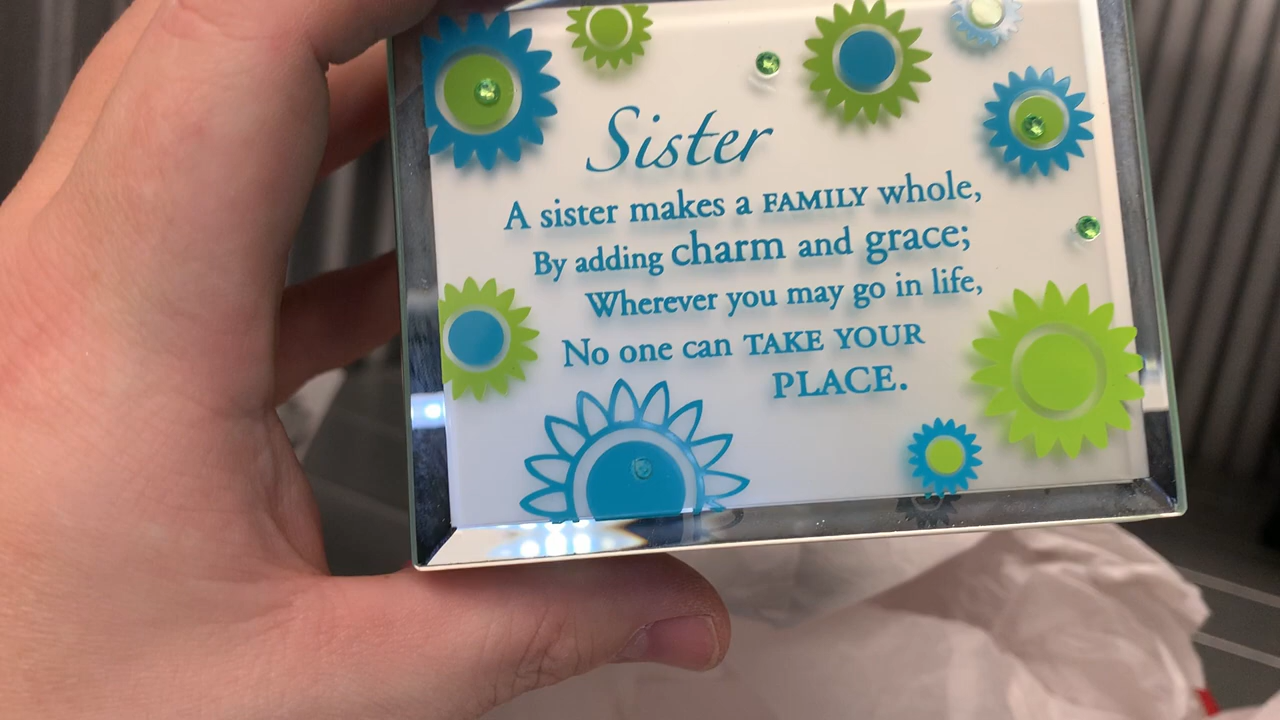 Sister
A sister makes a FAMILY whole,
By adding charm and grace;
Wherever you may go in life,
No one can TAKE YOUR
PLACE.